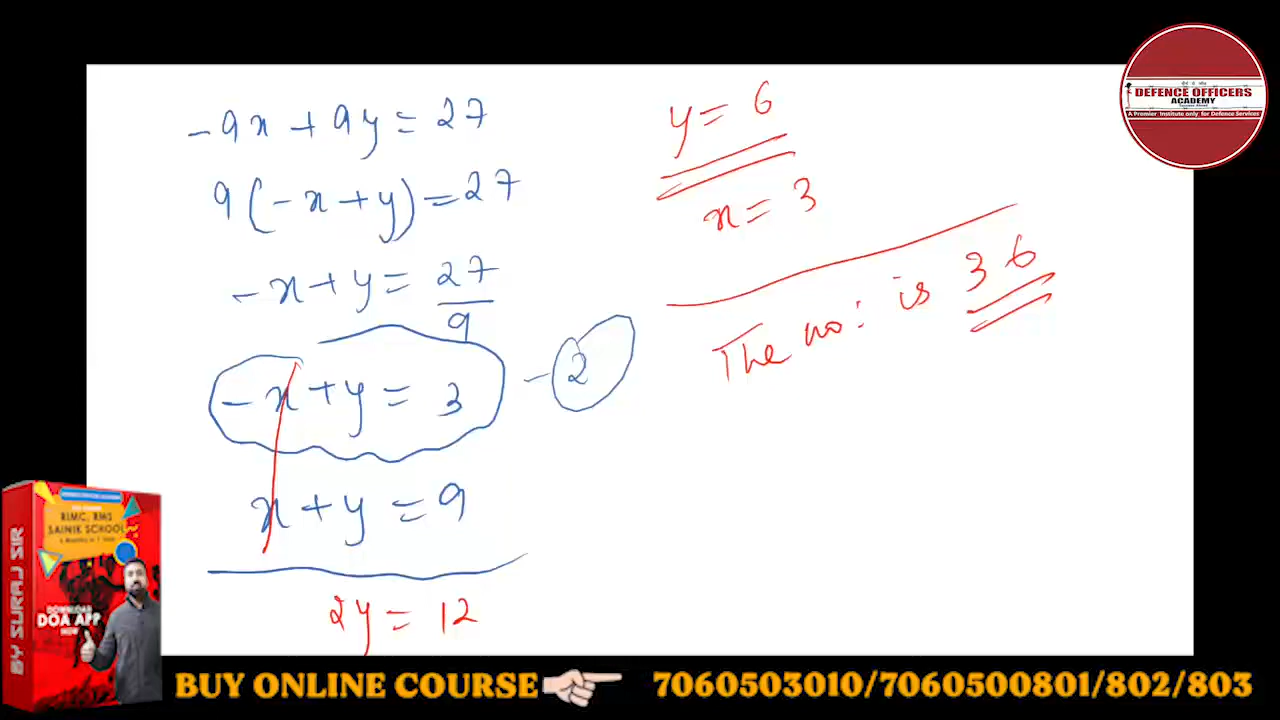 -9x + 9y = 27
9(-x + y) = 27
-x + y = 27/9
-x + y = 3 - 2
x + y = 9
2y = 12
y = 6
x = 3
The no: is 36
DEFENCE OFFICERS
ACADEMY
A Premier Institute only for Defence Services
RIMC, RMS
SAINIK SCHOOL
DOWNLOAD
DOA APP
NOW
BY SURAJ SIR
BUY ONLINE COURSE
7060503010/7060500801/802/803